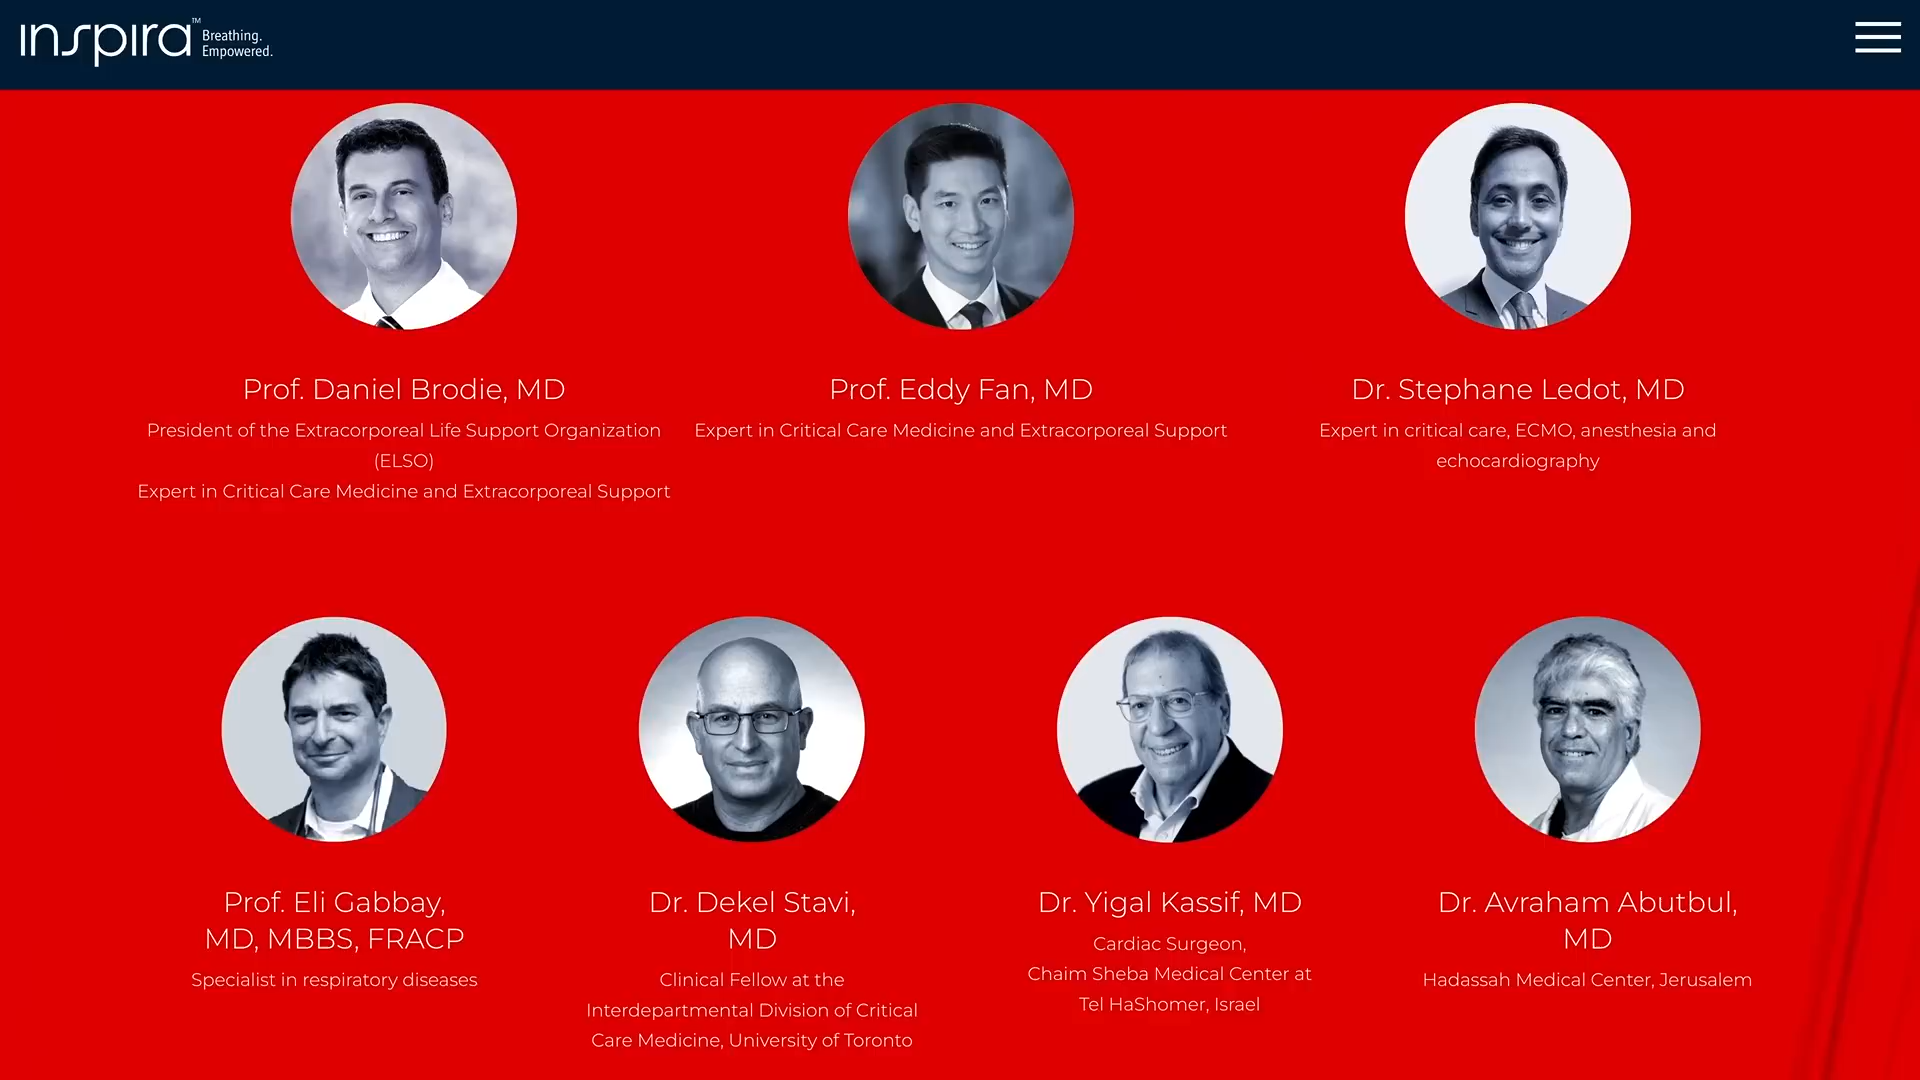 inspira™ Breathing.
Empowered.
Prof. Daniel Brodie, MD
President of the Extracorporeal Life Support Organization
(ELSO)
Expert in Critical Care Medicine and Extracorporeal Support
Prof. Eddy Fan, MD
Expert in Critical Care Medicine and Extracorporeal Support
Dr. Stephane Ledot, MD
Expert in critical care, ECMO, anesthesia and
echocardiography
Prof. Eli Gabbay,
MD, MBBS, FRACP
Specialist in respiratory diseases
Dr. Dekel Stavi,
MD
Clinical Fellow at the
Interdepartmental Division of Critical
Care Medicine, University of Toronto
Dr. Yigal Kassif, MD
Cardiac Surgeon,
Chaim Sheba Medical Center at
Tel HaShomer, Israel
Dr. Avraham Abutbul,
MD
Hadassah Medical Center, Jerusalem